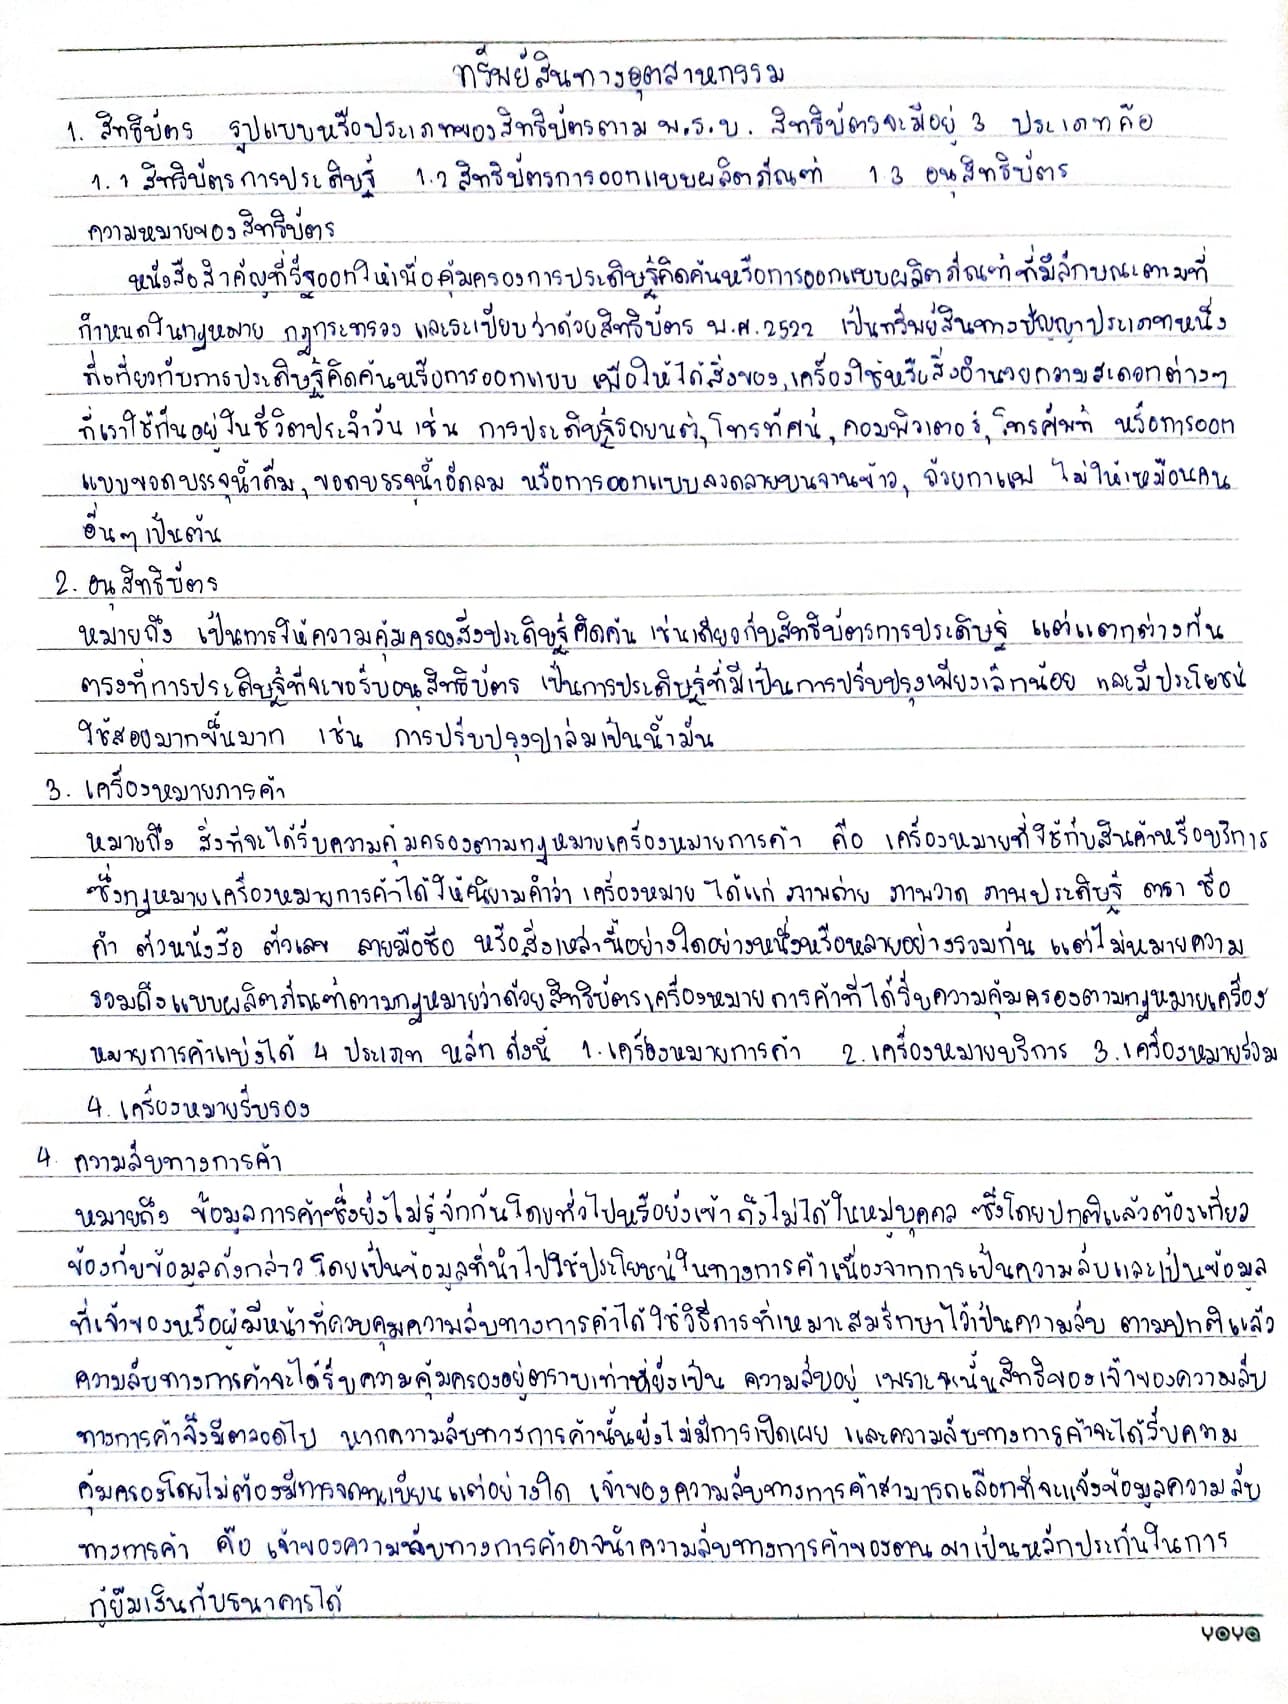 ทรัพย์สินทางอุตสาหกรรม
1. สิทธิบัตร รูปแบบหรือประเภทของสิทธิบัตรตาม พ.ร.บ. สิทธิบัตรจะมีอยู่ 3 ประเภทคือ
1.1 สิทธิบัตรการประดิษฐ์ 1.2 สิทธิบัตรการออกแบบผลิตภัณฑ์ 1.3 อนุสิทธิบัตร
ความหมายของสิทธิบัตร
หนังสือสำคัญที่รัฐออกให้เพื่อคุ้มครองการประดิษฐ์คิดค้นหรือการออกแบบผลิตภัณฑ์ที่มีลักษณะตามที่
กำหนดในกฎหมาย กฎกระทรวง และระเบียบว่าด้วยสิทธิบัตร พ.ศ.2522 เป็นทรัพย์สินทางปัญญาประเภทหนึ่ง
ที่เกี่ยวกับการประดิษฐ์คิดค้นหรือการออกแบบ เพื่อให้ได้สิ่งของ,เครื่องใช้หรือสิ่งอำนวยความสะดอกต่างๆ
ที่เราใช้กันอยู่ในชีวิตประจำวัน เช่น การประดิษฐ์รถยนต์,โทรทัศน์,คอมพิวเตอร์,โทรศัพท์ หรือการออก
แบบขอดบรรจุน้ำดื่ม,ขอดบรรจุน้ำอัดลม หรือการออกแบบลวดลายบนจานข้าว, ถ้วยกาแฟ ไม่ให้เหมือนคน
อื่นๆ เป็นต้น
2. อนุสิทธิบัตร
หมายถึง เป็นการให้ความคุ้มครองสิ่งประดิษฐ์คิดค้น เช่นเดียวกับสิทธิบัตรการประดิษฐ์ แต่แตกต่างกัน
ตรงที่การประดิษฐ์ที่จะขอรับอนุสิทธิบัตร เป็นการประดิษฐ์ที่มีเป็นการปรับปรุงเพียงเล็กน้อย และมีประโยชน์
ใช้สอยมากขึ้นมาก เช่น การปรับปรุงปาล์มเป็นน้ำมัน
3. เครื่องหมายการค้า
หมายถึง สิ่งที่จะได้รับความคุ้มครองตามกฎหมายเครื่องหมายการค้า คือ เครื่องหมายที่ใช้กับสินค้าหรือบริการ
ซึ่งกฎหมายเครื่องหมายการค้าได้ให้นิยามคำว่า เครื่องหมาย ได้แก่ ภาพถ่าย ภาพวาด ภาพประดิษฐ์ ตรา ชื่อ
คำ ตัวหนังสือ ตัวเลข ลายมือชื่อ หรือสิ่งเหล่านี้อย่างใดอย่างหนึ่งหรือหลายอย่างรวมกัน แต่ไม่หมายความ
รวมถึงแบบผลิตภัณฑ์ตามกฎหมายว่าด้วยสิทธิบัตรเครื่องหมายการค้าที่ได้รับความคุ้มครองตามกฎหมายเครื่อง
หมายการค้าแบ่งได้ 4 ประเภท หลัก ดังนี้ 1.เครื่องหมายการค้า 2.เครื่องหมายบริการ 3.เครื่องหมายร่วม
4.เครื่องหมายรับรอง
4. ความลับทางการค้า
หมายถึง ข้อมูลการค้าซึ่งยังไม่รู้จักกันโดยทั่วไปหรือยังเข้าถึงไม่ได้ในหมู่บุคคล ซึ่งโดยปกติแล้วต้องเกี่ยว
ข้องกับข้อมูลดังกล่าว โดยเป็นข้อมูลที่นำไปใช้ประโยชน์ในทางการค้าเนื่องจากการเป็นความลับและเป็นข้อมูล
ที่เจ้าของหรือผู้มีหน้าที่ควบคุมความลับทางการค้าได้ใช้วิธีการที่เหมาะสมรักษาไว้เป็นความลับ ตามปกติแล้ว
ความลับทางการค้าจะได้รับความคุ้มครองอยู่ตราบเท่าที่ยังเป็น ความลับอยู่ เพราะฉะนั้นสิทธิของเจ้าของความลับ
ทางการค้าจึงมีตลอดไป หากความลับทางการค้านั้นยังไม่มีการเปิดเผย และความลับทางการค้าจะได้รับความ
คุ้มครองโดยไม่ต้องมีการจดทะเบียนแต่อย่างใด เจ้าของความลับทางการค้าสามารถเลือกที่จะแจ้งข้อมูลความลับ
ทางการค้า คือ เจ้าของความลับทางการค้าอาจนำความลับทางการค้าของตนมาเป็นหลักประกันในการ
กู้ยืมเงินกับธนาคารได้
YOYA